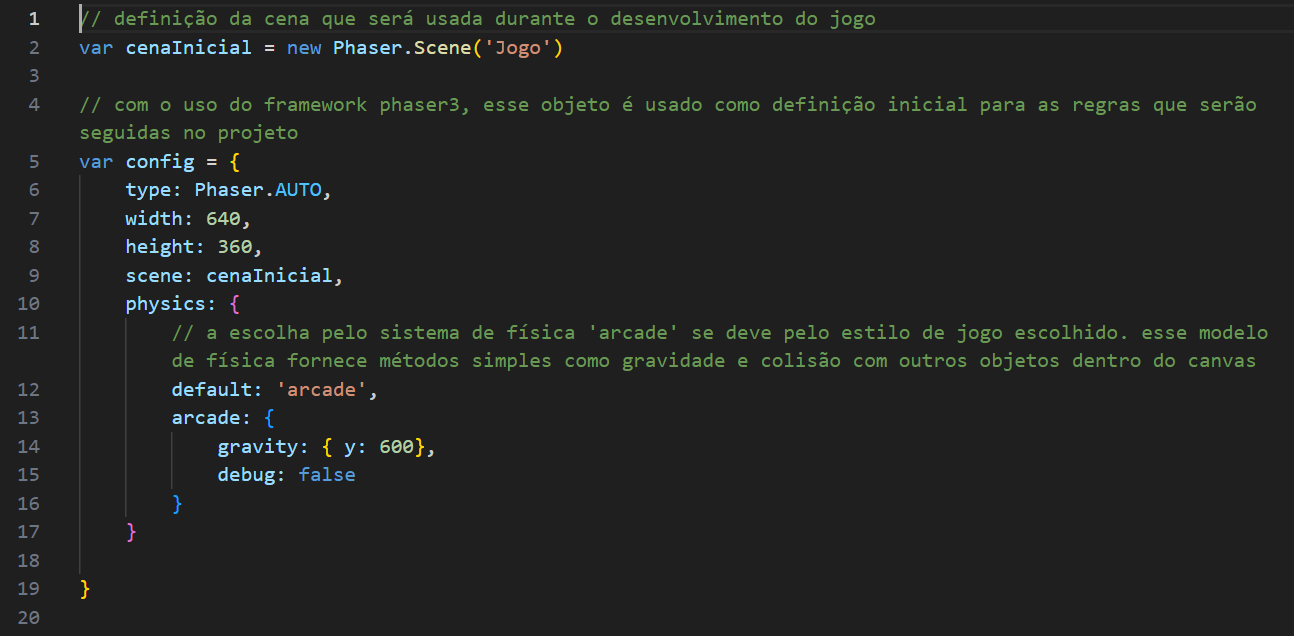 1 // definição da cena que será usada durante o desenvolvimento do jogo
2 var cenaInicial = new Phaser.Scene('Jogo')
3
4 // com o uso do framework phaser3, esse objeto é usado como definição inicial para as regras que serão
seguidas no projeto
5 var config = {
6 type: Phaser.AUTO,
7 width: 640,
8 height: 360,
9 scene: cenaInicial,
10 physics: {
11 // a escolha pelo sistema de física 'arcade' se deve pelo estilo de jogo escolhido. esse modelo
de física fornece métodos simples como gravidade e colisão com outros objetos dentro do canvas
12 default: 'arcade',
13 arcade: {
14 gravity: { y: 600},
15 debug: false
16 }
17 }
18
19 }
20